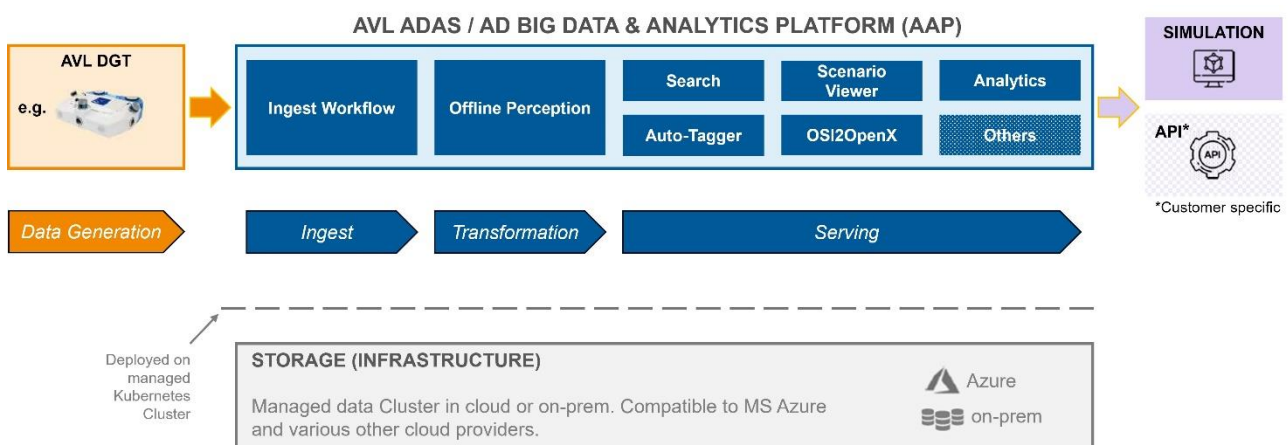 AVL ADAS / AD BIG DATA & ANALYTICS PLATFORM (AAP)
AVL DGT
e.g.
Ingest Workflow
Offline Perception
Search
Scenario
Viewer
Analytics
Auto-Tagger
OSI2OpenX
Others
SIMULATION
API*
API
*Customer specific
Data Generation
Ingest
Transformation
Serving
Deployed on
managed
Kubernetes
Cluster
STORAGE (INFRASTRUCTURE)
Managed data Cluster in cloud or on-prem. Compatible to MS Azure
and various other cloud providers.
Azure
on-prem